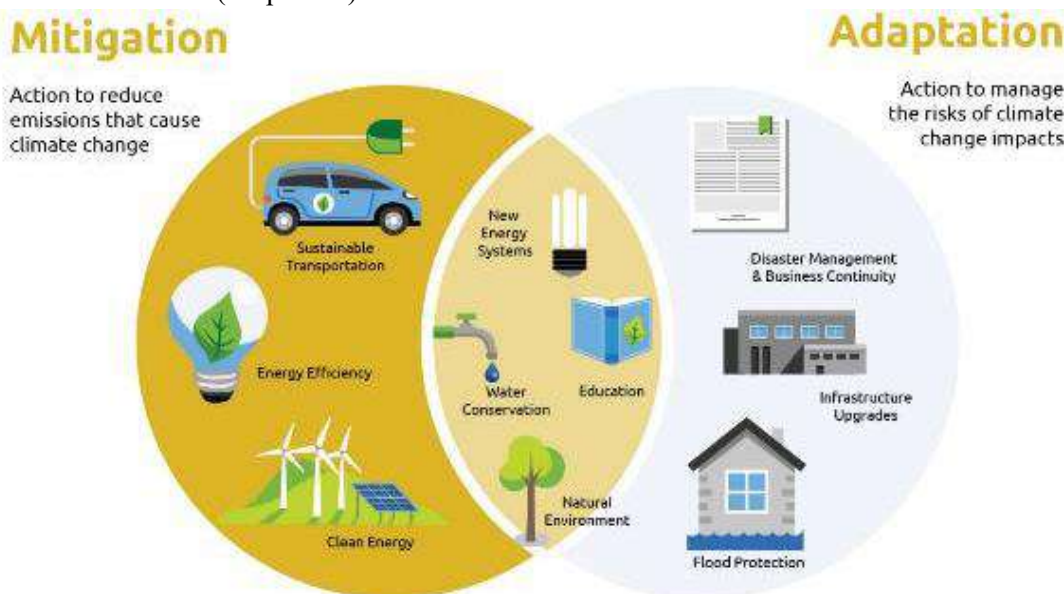 Mitigation
Action to reduce
emissions that cause
climate change
Adaptation
Action to manage
the risks of climate
change impacts
Sustainable
Transportation
Energy Efficiency
Clean Energy
New
Energy
Systems
Water
Conservation
Education
Natural
Environment
Disaster Management
& Business Continuity
Infrastructure
Upgrades
Flood Protection